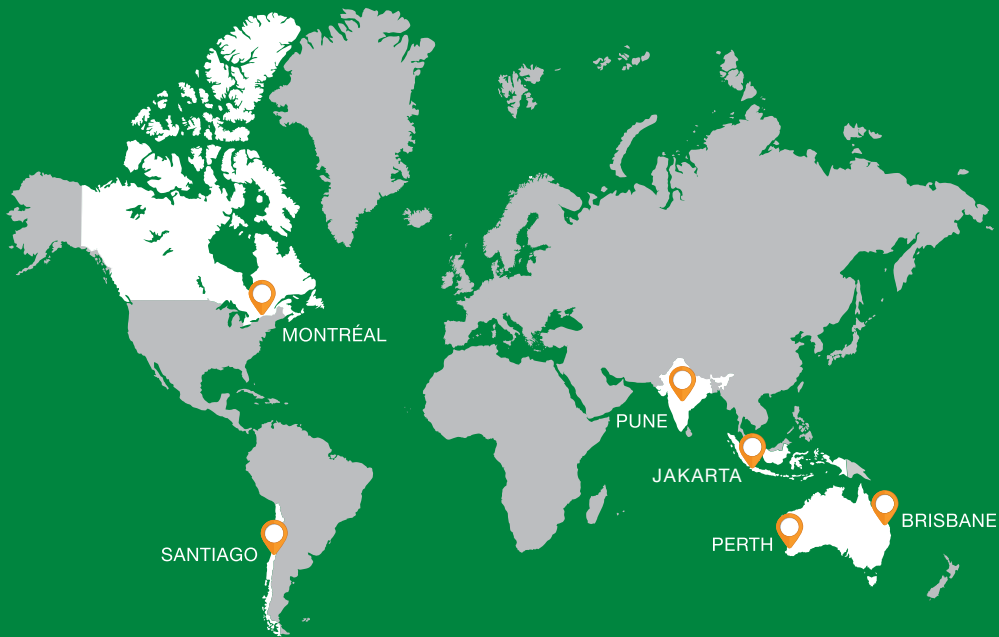 MONTRÉAL
PUNE
JAKARTA
BRISBANE
PERTH
SANTIAGO